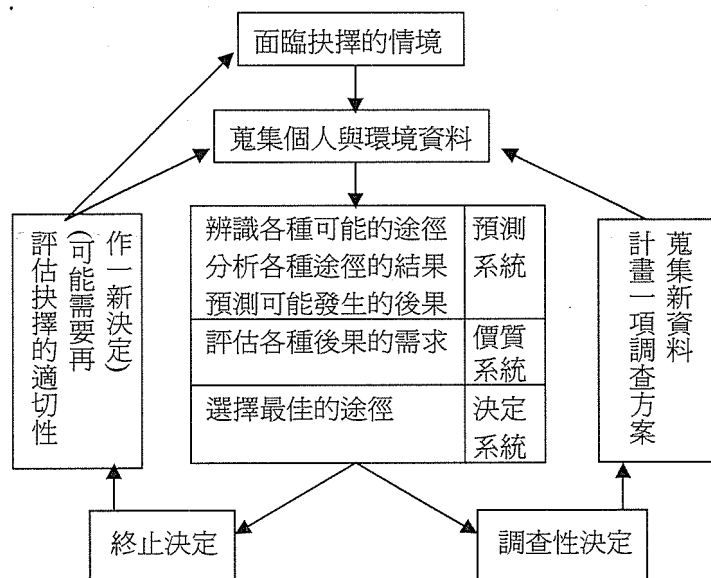 面臨抉擇的情境
蒐集個人與環境資料
評估抉擇的適切性
(可能需要再
作一新決定)
辨識各種可能的途徑
分析各種途徑的結果
預測可能發生的後果
預測
系統
評估各種後果的需求
價質
系統
選擇最佳的途徑
決定
系統
計畫一項調查方案
蒐集新資料
終止決定
調查性決定